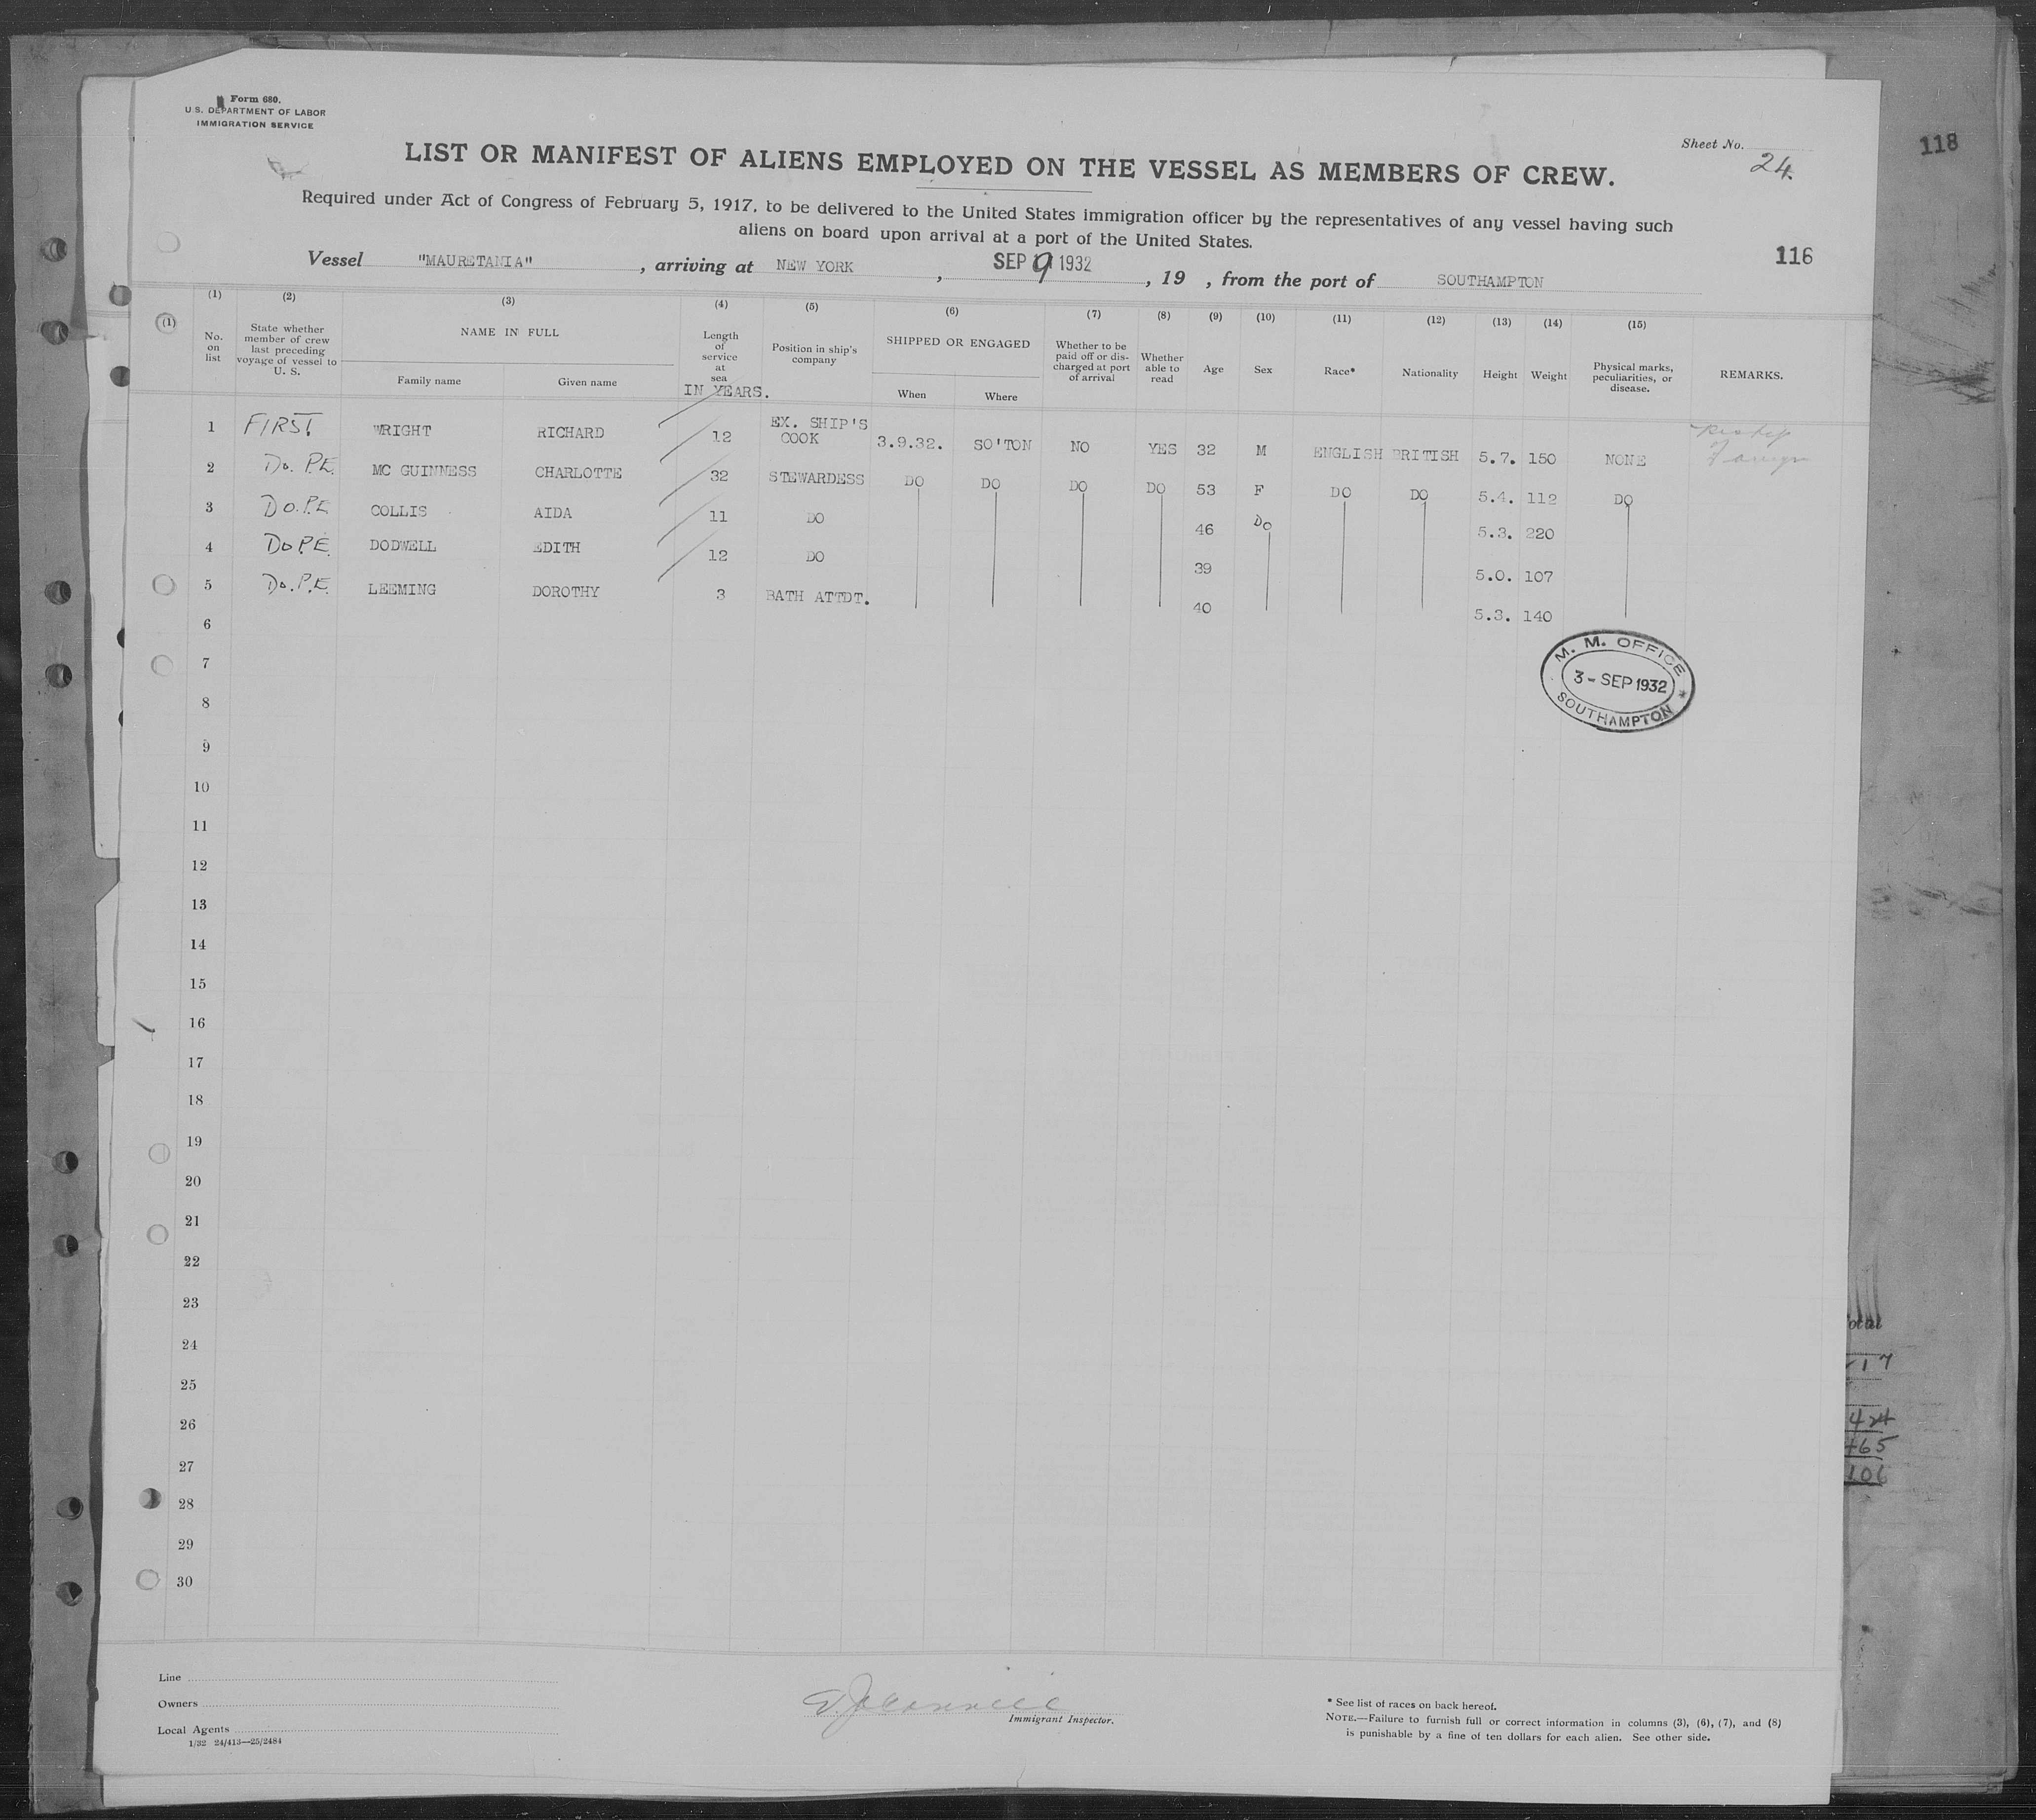 Form 680.
U.S. DEPARTMENT OF LABOR
IMMIGRATION SERVICE
118
Sheet No. 24.
LIST OR MANIFEST OF ALIENS EMPLOYED ON THE VESSEL AS MEMBERS OF CREW.
Required under Act of Congress of February 5, 1917, to be delivered to the United States immigration officer by the representatives of any vessel having such
aliens on board upon arrival at a port of the United States.
116
Vessel "MAURETANIA", arriving at NEW YORK, SEP 9 1932, 19 , from the port of SOUTHAMPTON
(1) (1) (2) (3) (4) (5) (6) (7) (8) (9) (10) (11) (12) (13) (14) (15)
No. on list
State whether member of crew last preceding voyage of vessel to U. S.
NAME IN FULL
Family name
Given name
Length of service at sea
IN YEARS.
Position in ship's company
SHIPPED OR ENGAGED
When
Where
Whether to be paid off or discharged at port of arrival
Whether able to read
Age
Sex
Race*
Nationality
Height
Weight
Physical marks, peculiarities, or disease.
REMARKS.
1 FIRST WRIGHT RICHARD 12 EX. SHIP'S COOK 3.9.32. SO'TON NO YES 32 M ENGLISH BRITISH 5.7. 150 NONE
2 Do. P.E. MC GUINNESS CHARLOTTE 32 STEWARDESS DO DO DO DO 53 F DO DO 5.4. 112 DO
3 DO. P.E COLLIS AIDA 11 DO 46 Do 5.3. 220
4 Do P.E. DODWELL EDITH 12 DO 39 5.0. 107
5 Do. P.E. LEEMING DOROTHY 3 BATH ATTDT. 40 5.3. 140
6
M. M. OFFICE
3 - SEP 1932
SOUTHAMPTON
7
8
9
10
11
12
13
14
15
16
17
18
19
20
21
22
23
24
25
26
27
28
29
30
424
465
106
Line
Owners
Local Agents
1/32 24/413—25/2484
Immigrant Inspector.
* See list of races on back hereof.
NOTE.—Failure to furnish full or correct information in columns (3), (6), (7), and (8)
is punishable by a fine of ten dollars for each alien. See other side.